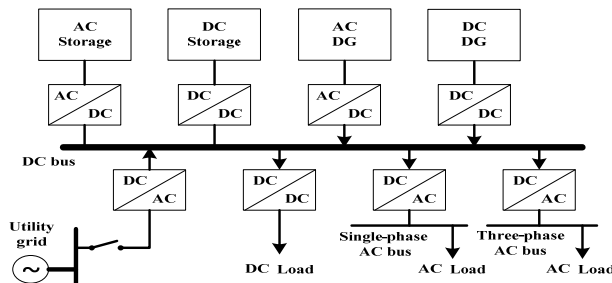 AC
Storage
DC
Storage
AC
DG
DC
DG
AC
DC
DC
DC
AC
DC
DC
DC
DC bus
DC
AC
DC
DC
DC
AC
DC
AC
Utility
grid
~
DC Load
Single-phase
AC bus
AC Load
Three-phase
AC bus
AC Load